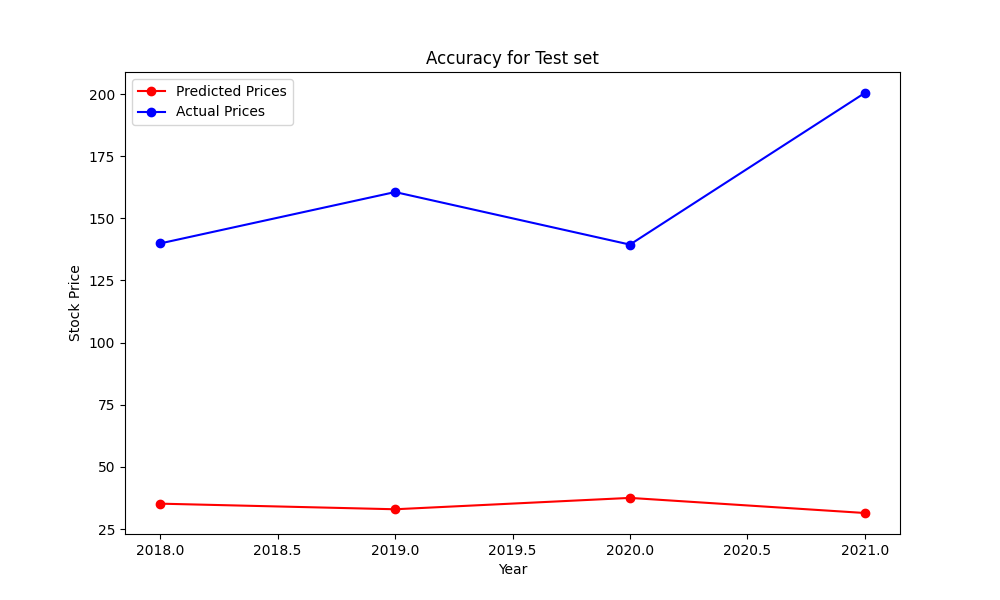 Accuracy for Test set
Predicted Prices
Actual Prices
200
175
150
125
100
75
50
25
Stock Price
2018.0 2018.5 2019.0 2019.5 2020.0 2020.5 2021.0
Year